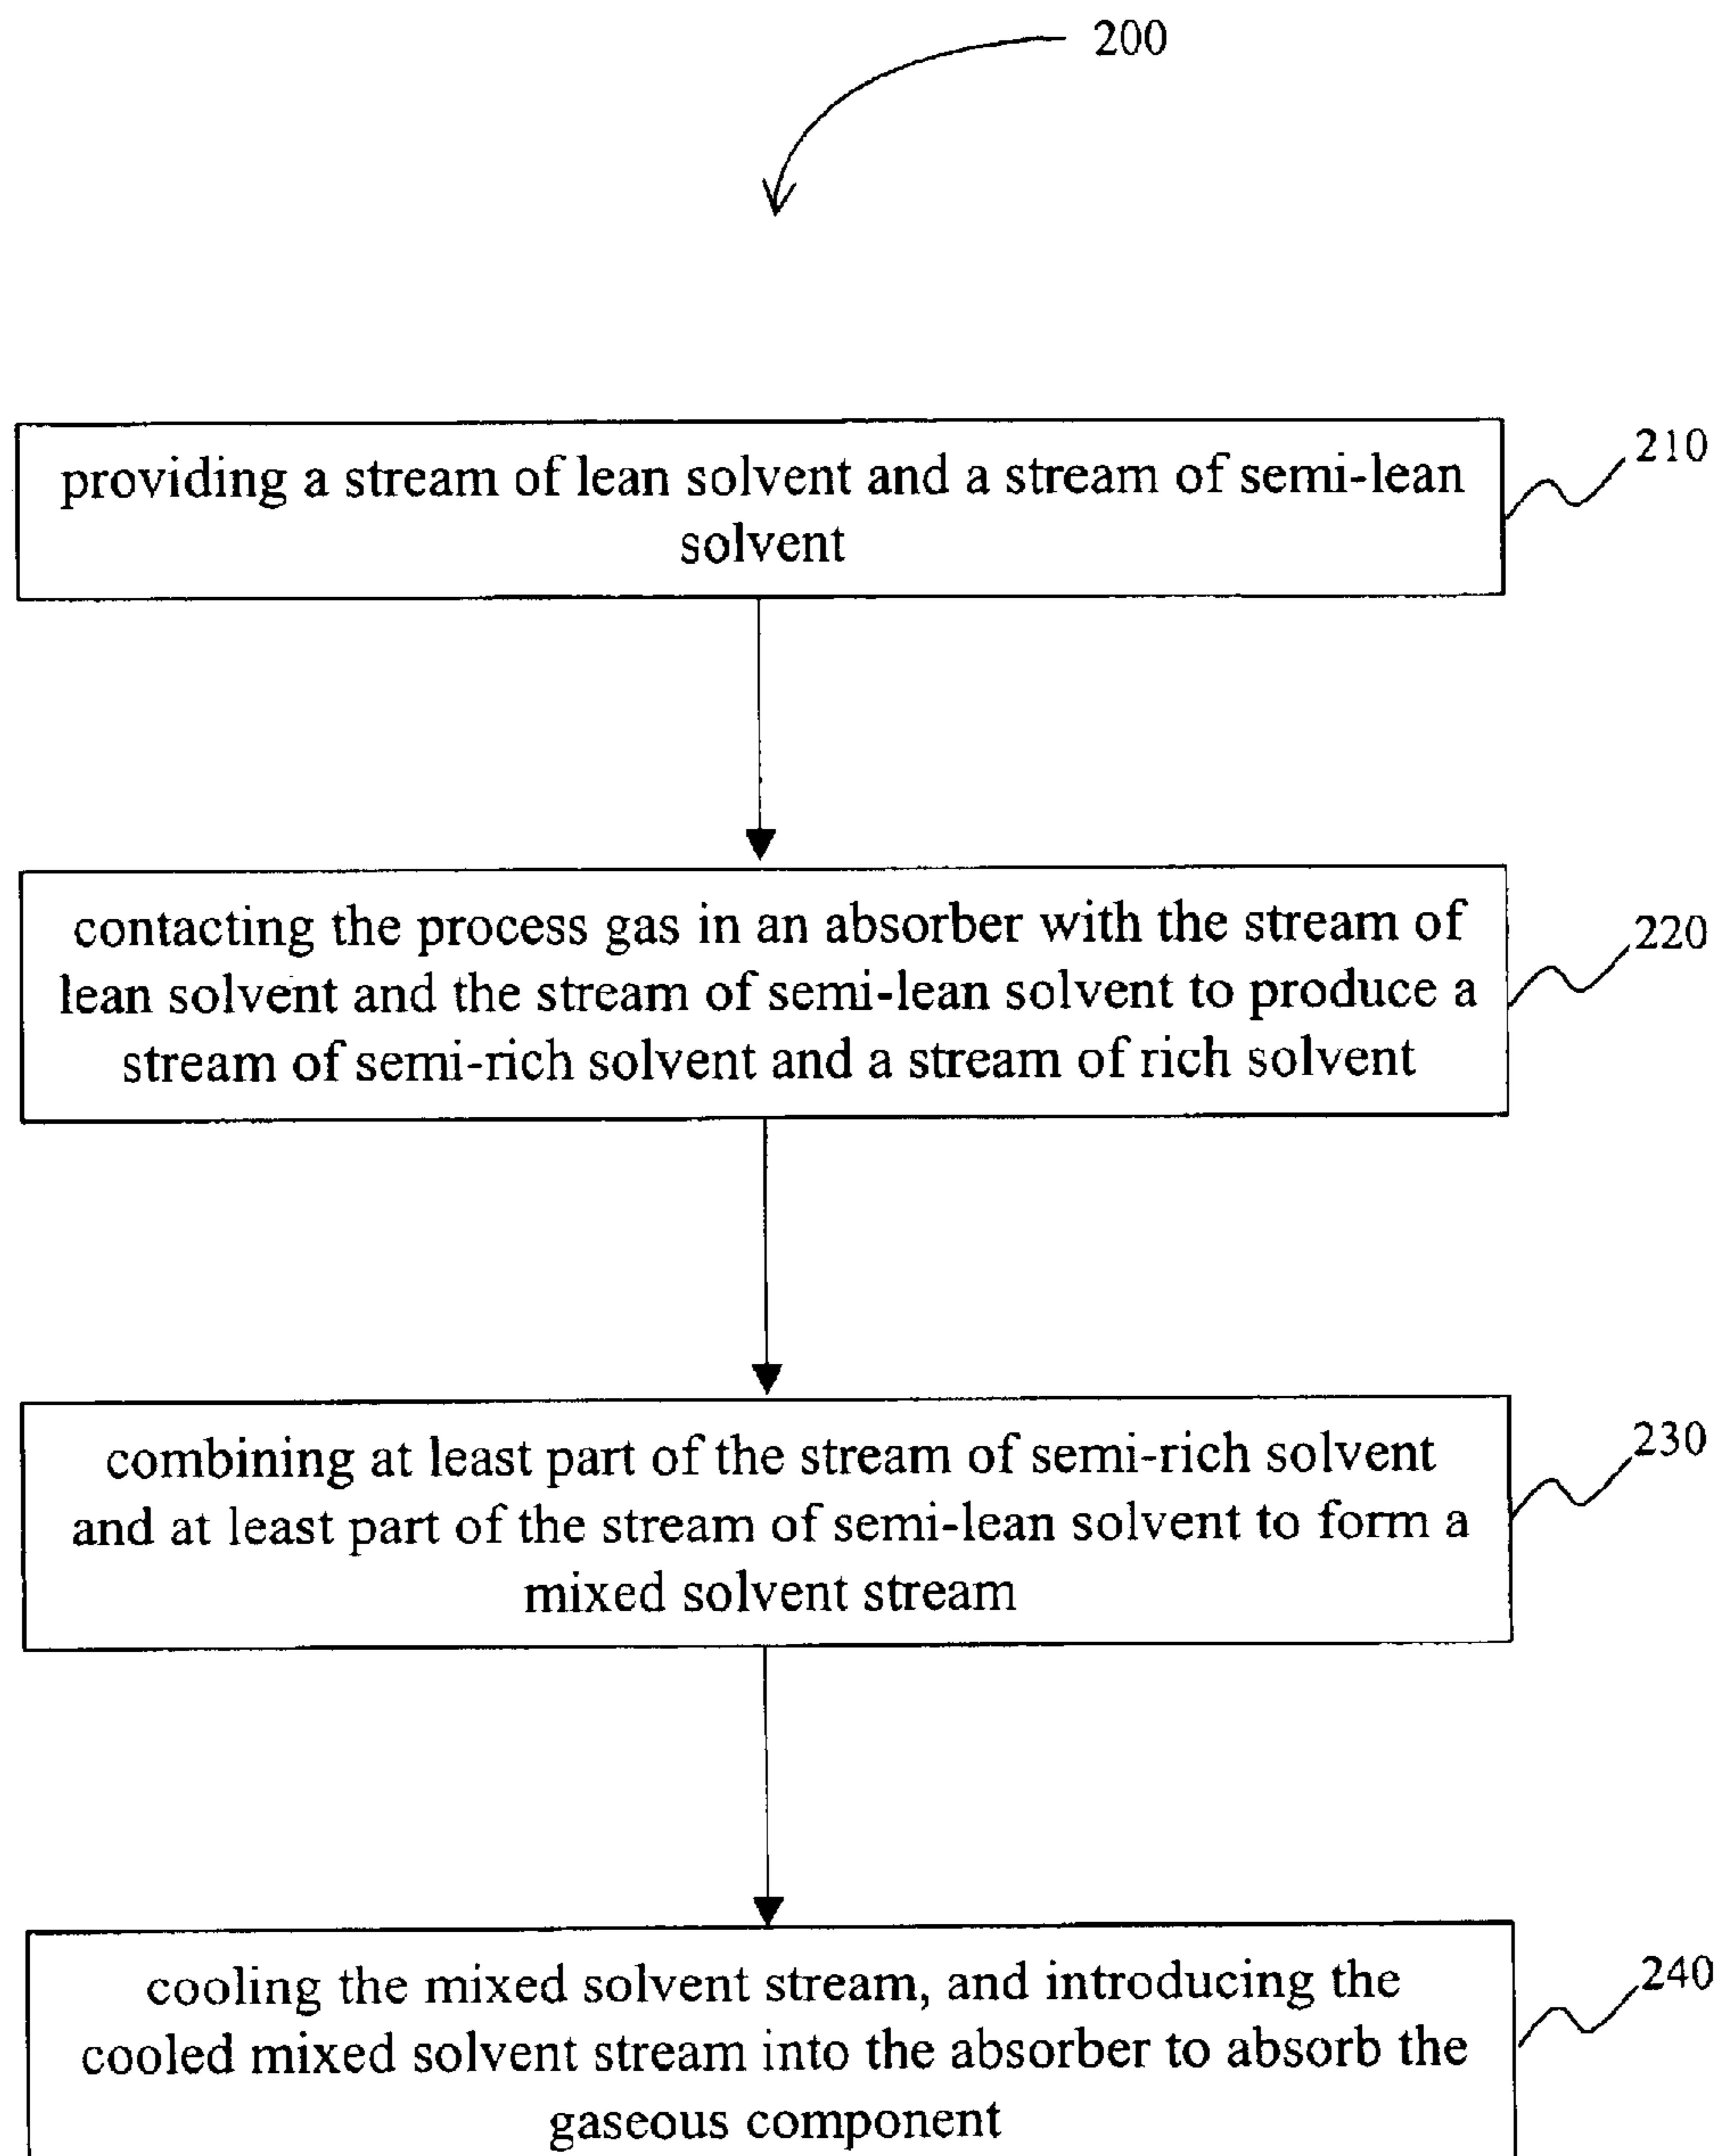 200
providing a stream of lean solvent and a stream of semi-lean
solvent
210
contacting the process gas in an absorber with the stream of
lean solvent and the stream of semi-lean solvent to produce a
stream of semi-rich solvent and a stream of rich solvent
220
combining at least part of the stream of semi-rich solvent
and at least part of the stream of semi-lean solvent to form a
mixed solvent stream
230
cooling the mixed solvent stream, and introducing the
cooled mixed solvent stream into the absorber to absorb the
gaseous component
240